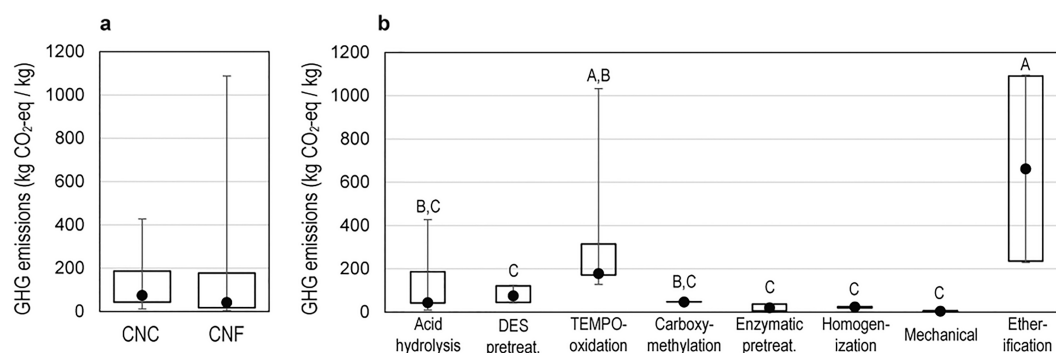 a
GHG emissions (kg CO₂-eq / kg)
1200
1000
800
600
400
200
0
CNC
CNF
b
GHG emissions (kg CO₂-eq / kg)
1200
1000
800
600
400
200
0
B,C
C
A,B
B,C
C
C
C
A
Acid
hydrolysis
DES
pretreat.
TEMPO-
oxidation
Carboxy-
methylation
Enzymatic
pretreat.
Homogen-
ization
Mechanical
Ether-
ification